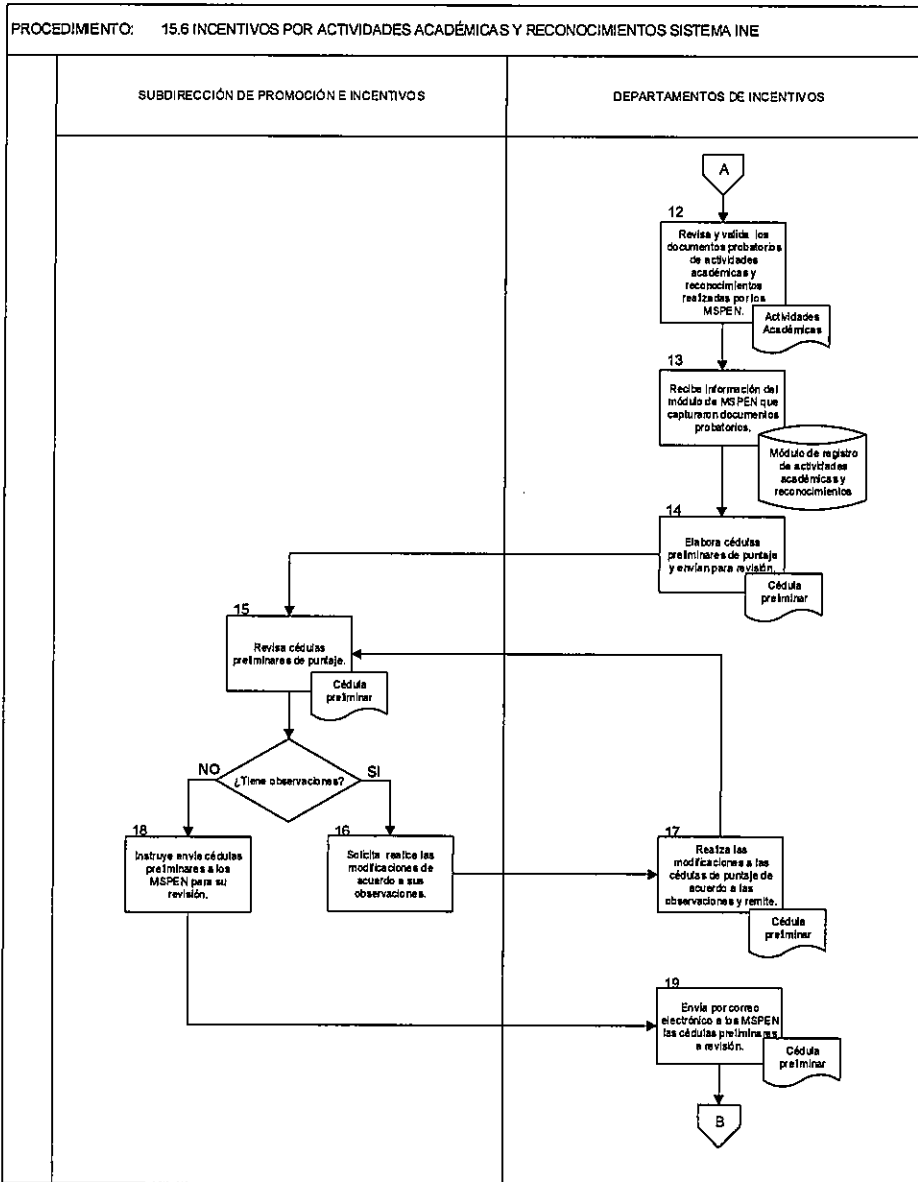 PROCEDIMIENTO: 15.6 INCENTIVOS POR ACTIVIDADES ACADÉMICAS Y RECONOCIMIENTOS SISTEMA INE
SUBDIRECCIÓN DE PROMOCIÓN E INCENTIVOS
DEPARTAMENTOS DE INCENTIVOS
A
12
Revisa y valida los
documentos probatorios
de actividades
académicas y
reconocimientos
realizadas por los
MSPEN.
Actividades
Académicas
13
Recibe información del
módulo de MSPEN que
capturaron documentos
probatorios.
Módulo de registro
de actividades
académicas y
reconocimientos
14
Elabora cédulas
preliminares de puntaje
y envían para revisión.
Cédula
preliminar
15
Revisa cédulas
preliminares de puntaje.
Cédula
preliminar
¿Tiene observaciones?
NO
SI
18
Instruye envíe cédulas
preliminares a los
MSPEN para su
revisión.
16
Solicita realice las
modificaciones de
acuerdo a sus
observaciones.
17
Realiza las
modificaciones a las
cédulas de puntaje de
acuerdo a las
observaciones y remite.
Cédula
preliminar
19
Envía por correo
electrónico a los MSPEN
las cédulas preliminares
a revisión.
Cédula
preliminar
B